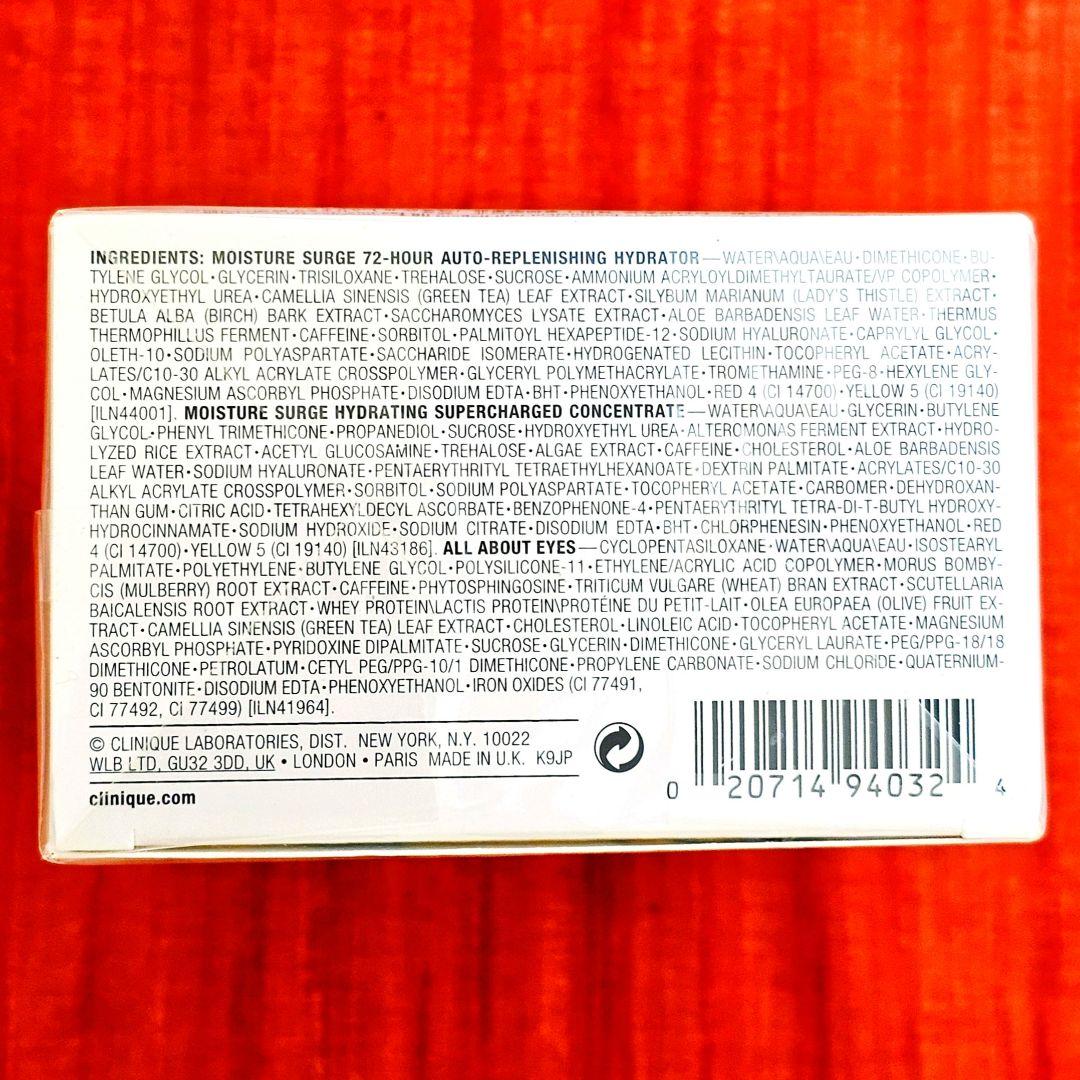 INGREDIENTS: MOISTURE SURGE 72-HOUR AUTO-REPLENISHING HYDRATOR—WATER\AQUA\EAU•DIMETHICONE•BU-
TYLENE GLYCOL•GLYCERIN•TRISILOXANE•TREHALOSE•SUCROSE•AMMONIUM ACRYLOYLDIMETHYLTAURATE/VP COPOLYMER•
HYDROXYETHYL UREA•CAMELLIA SINENSIS (GREEN TEA) LEAF EXTRACT•SILYBUM MARIANUM (LADY'S THISTLE) EXTRACT•
BETULA ALBA (BIRCH) BARK EXTRACT•SACCHAROMYCES LYSATE EXTRACT•ALOE BARBADENSIS LEAF WATER•THERMUS
THERMOPHILLUS FERMENT•CAFFEINE•SORBITOL•PALMITOYL HEXAPEPTIDE-12•SODIUM HYALURONATE•CAPRYLYL GLYCOL•
OLETH-10•SODIUM POLYASPARTATE•SACCHARIDE ISOMERATE•HYDROGENATED LECITHIN•TOCOPHERYL ACETATE•ACRY-
LATES/C10-30 ALKYL ACRYLATE CROSSPOLYMER•GLYCERYL POLYMETHACRYLATE•TROMETHAMINE•PEG-8•HEXYLENE GLY-
COL•MAGNESIUM ASCORBYL PHOSPHATE•DISODIUM EDTA•BHT•PHENOXYETHANOL•RED 4 (CI 14700)•YELLOW 5 (CI 19140)
[ILN44001]. MOISTURE SURGE HYDRATING SUPERCHARGED CONCENTRATE—WATER\AQUA\EAU•GLYCERIN•BUTYLENE
GLYCOL•PHENYL TRIMETHICONE•PROPANEDIOL•SUCROSE•HYDROXYETHYL UREA•ALTEROMONAS FERMENT EXTRACT•HYDRO-
LYZED RICE EXTRACT•ACETYL GLUCOSAMINE•TREHALOSE•ALGAE EXTRACT•CAFFEINE•CHOLESTEROL•ALOE BARBADENSIS
LEAF WATER•SODIUM HYALURONATE•PENTAERYTHRITYL TETRAETHYLHEXANOATE•DEXTRIN PALMITATE•ACRYLATES/C10-30
ALKYL ACRYLATE CROSSPOLYMER•SORBITOL•SODIUM POLYASPARTATE•TOCOPHERYL ACETATE•CARBOMER•DEHYDROXAN-
THAN GUM•CITRIC ACID•TETRAHEXYLDECYL ASCORBATE•BENZOPHENONE-4•PENTAERYTHRITYL TETRA-DI-T-BUTYL HYDROXY-
HYDROCINNAMATE•SODIUM HYDROXIDE•SODIUM CITRATE•DISODIUM EDTA•BHT•CHLORPHENESIN•PHENOXYETHANOL•RED
4 (CI 14700)•YELLOW 5 (CI 19140) [ILN43186]. ALL ABOUT EYES—CYCLOPENTASILOXANE•WATER\AQUA\EAU•ISOSTEARYL
PALMITATE•POLYETHYLENE•BUTYLENE GLYCOL•POLYSILICONE-11•ETHYLENE/ACRYLIC ACID COPOLYMER•MORUS BOMBY-
CIS (MULBERRY) ROOT EXTRACT•CAFFEINE•PHYTOSPHINGOSINE•TRITICUM VULGARE (WHEAT) BRAN EXTRACT•SCUTELLARIA
BAICALENSIS ROOT EXTRACT•WHEY PROTEIN\LACTIS PROTEIN\PROTÉINE DU PETIT-LAIT•OLEA EUROPAEA (OLIVE) FRUIT EX-
TRACT•CAMELLIA SINENSIS (GREEN TEA) LEAF EXTRACT•CHOLESTEROL•LINOLEIC ACID•TOCOPHERYL ACETATE•MAGNESIUM
ASCORBYL PHOSPHATE•PYRIDOXINE DIPALMITATE•SUCROSE•GLYCERIN•DIMETHICONE•GLYCERYL LAURATE•PEG/PPG-18/18
DIMETHICONE•PETROLATUM•CETYL PEG/PPG-10/1 DIMETHICONE•PROPYLENE CARBONATE•SODIUM CHLORIDE•QUATERNIUM-
90 BENTONITE•DISODIUM EDTA•PHENOXYETHANOL•IRON OXIDES (CI 77491,
CI 77492, CI 77499) [ILN41964].
© CLINIQUE LABORATORIES, DIST. NEW YORK, N.Y. 10022
WLB LTD, GU32 3DD, UK • LONDON • PARIS MADE IN U.K. K9JP
clinique.com
0 20714 94032 4